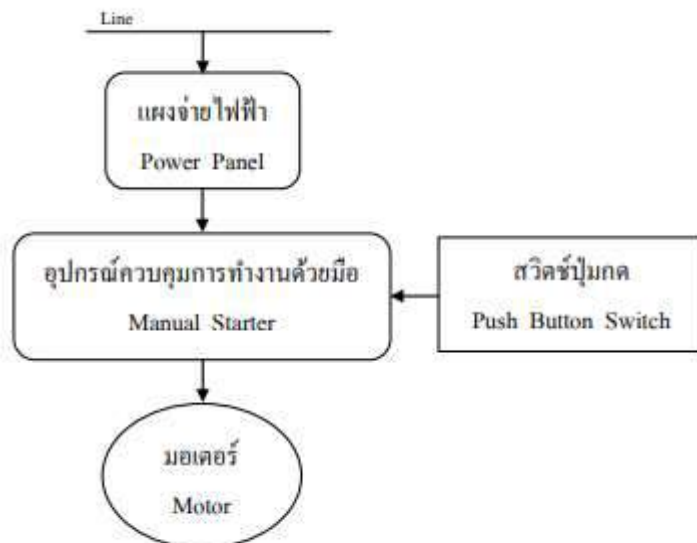 Line
แผงจ่ายไฟฟ้า
Power Panel
อุปกรณ์ควบคุมการทำงานด้วยมือ
Manual Starter
สวิตช์ปุ่มกด
Push Button Switch
มอเตอร์
Motor